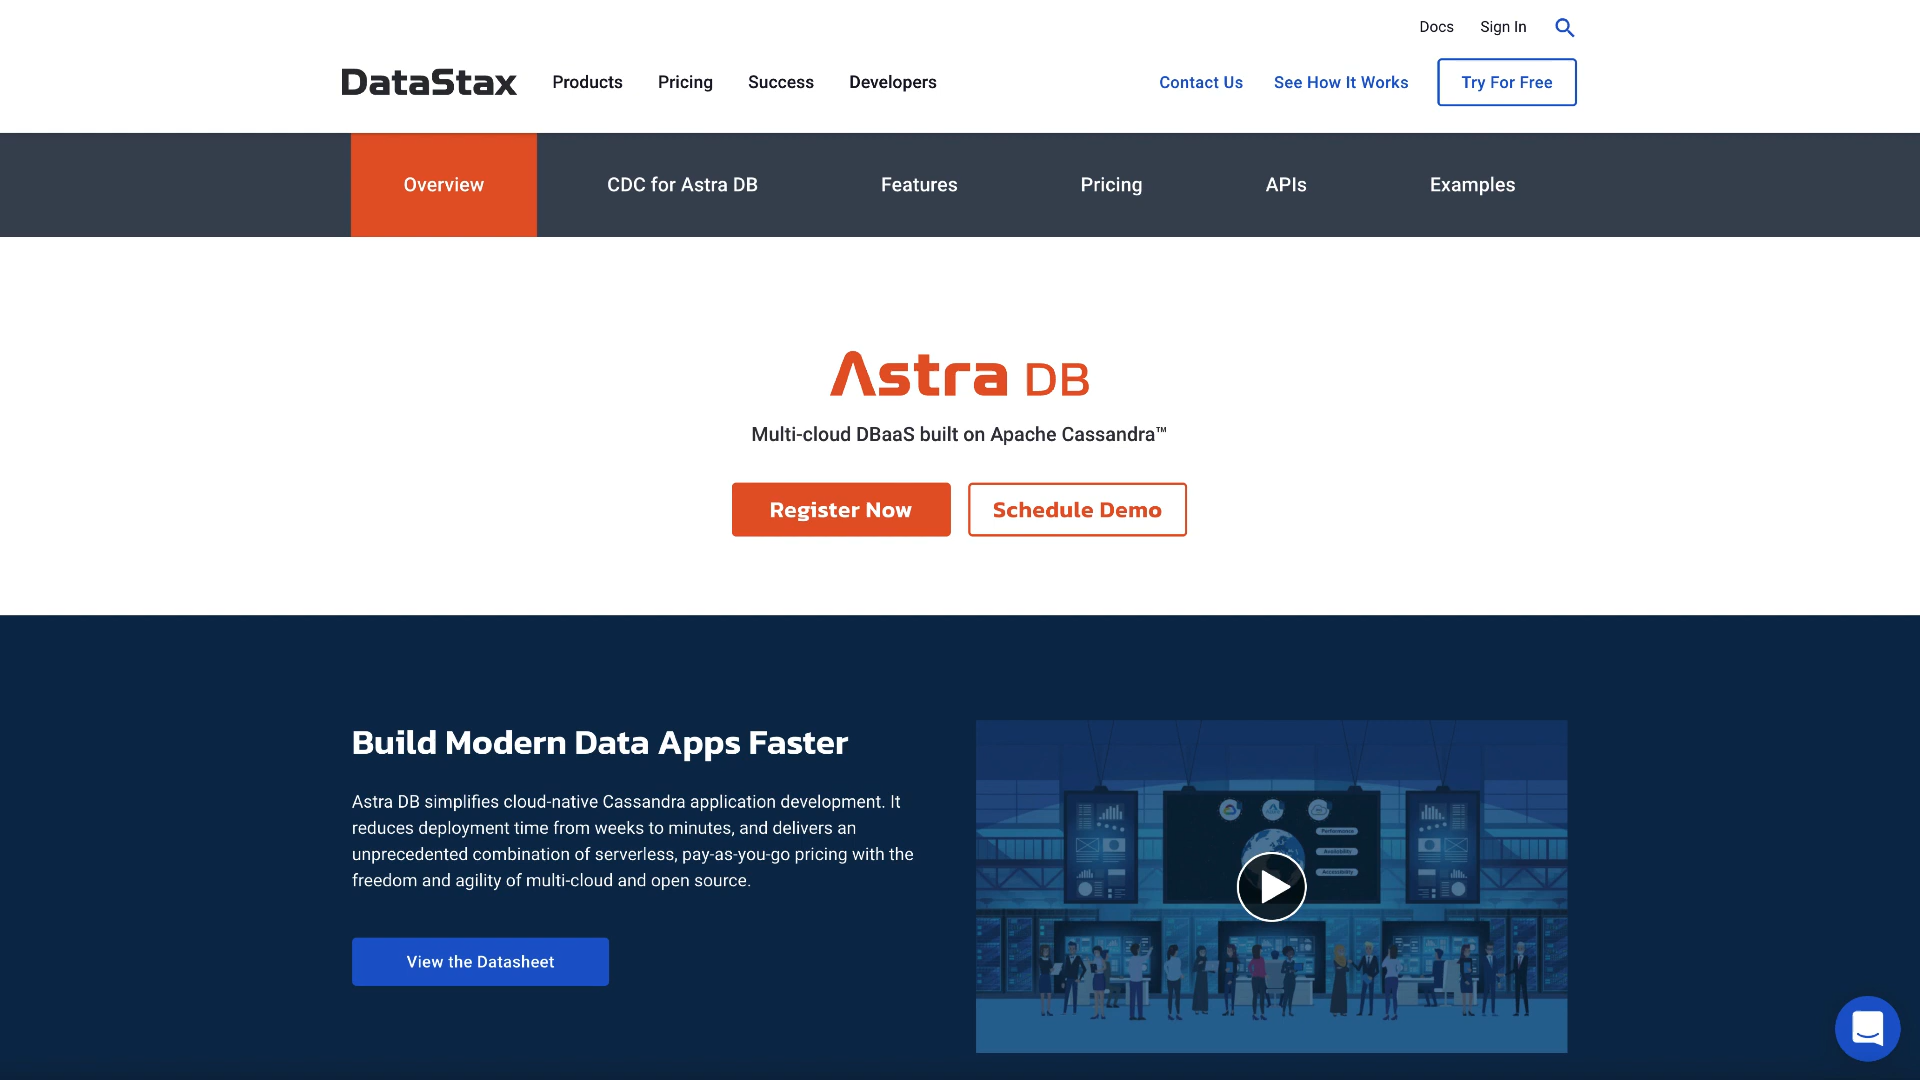 Docs Sign In
DataStax Products Pricing Success Developers Contact Us See How It Works Try For Free
Overview CDC for Astra DB Features Pricing APIs Examples
Astra DB
Multi-cloud DBaaS built on Apache Cassandra™
Register Now Schedule Demo
Build Modern Data Apps Faster
Astra DB simplifies cloud-native Cassandra application development. It
reduces deployment time from weeks to minutes, and delivers an
unprecedented combination of serverless, pay-as-you-go pricing with the
freedom and agility of multi-cloud and open source.
View the Datasheet
Performance
Availability
Accessibility